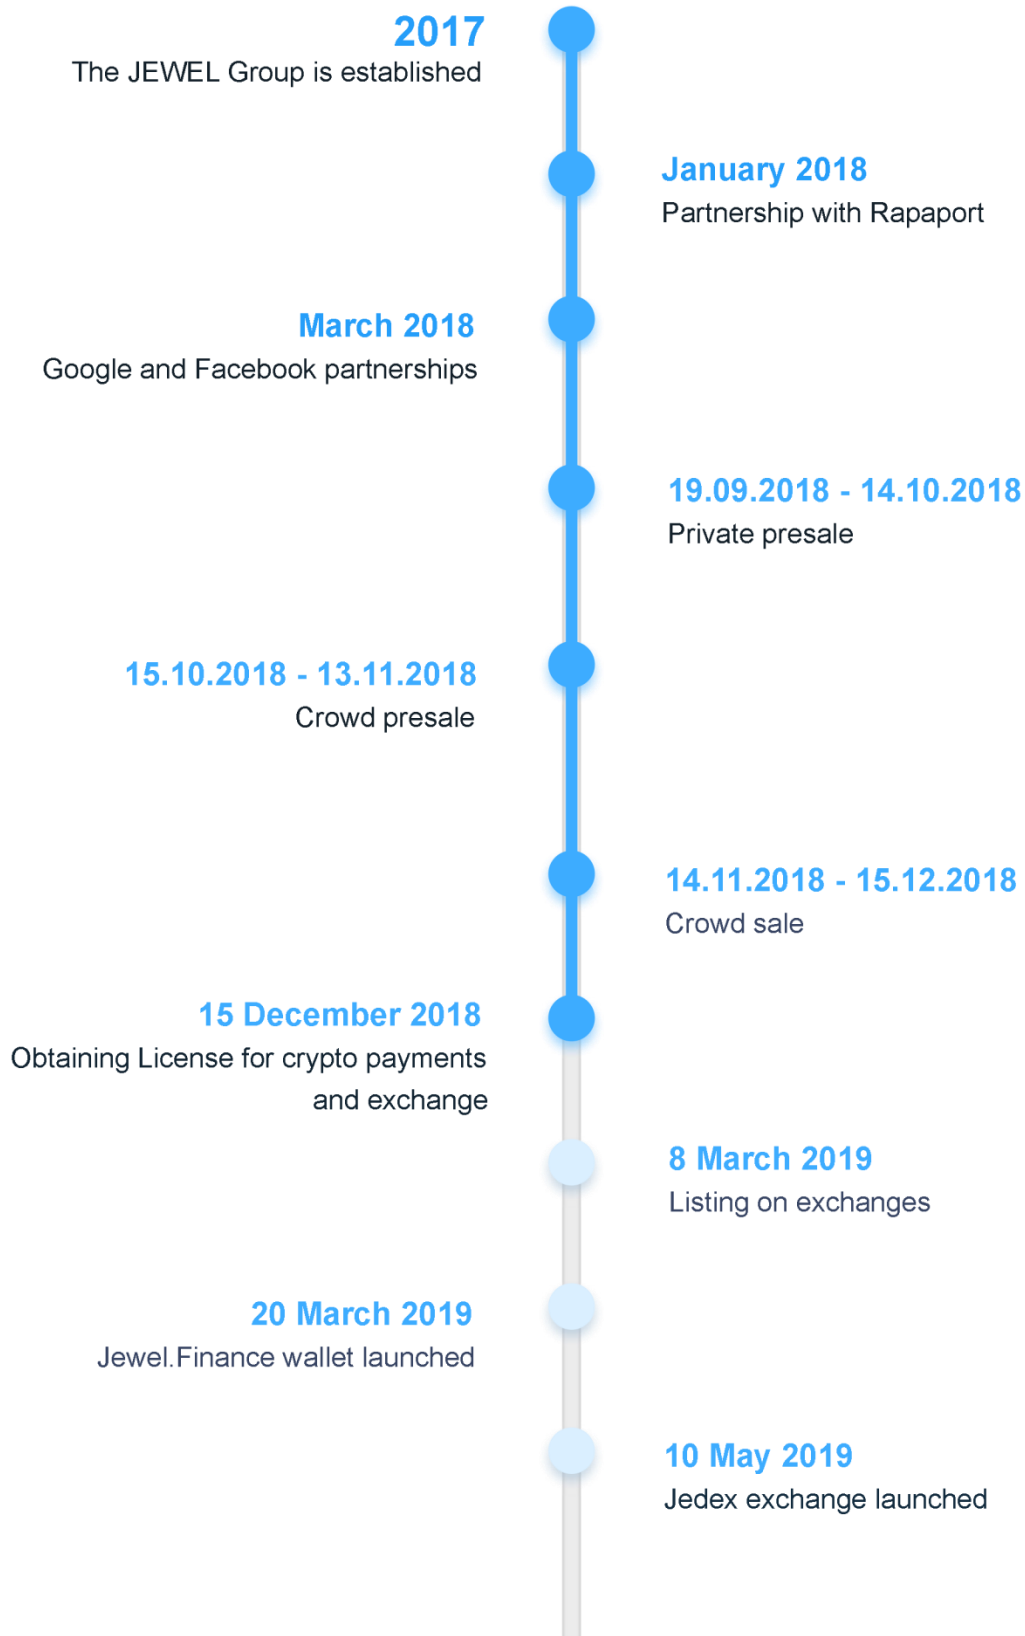 2017
The JEWEL Group is established
January 2018
Partnership with Rapaport
March 2018
Google and Facebook partnerships
19.09.2018 - 14.10.2018
Private presale
15.10.2018 - 13.11.2018
Crowd presale
14.11.2018 - 15.12.2018
Crowd sale
15 December 2018
Obtaining License for crypto payments
and exchange
8 March 2019
Listing on exchanges
20 March 2019
Jewel.Finance wallet launched
10 May 2019
Jedex exchange launched